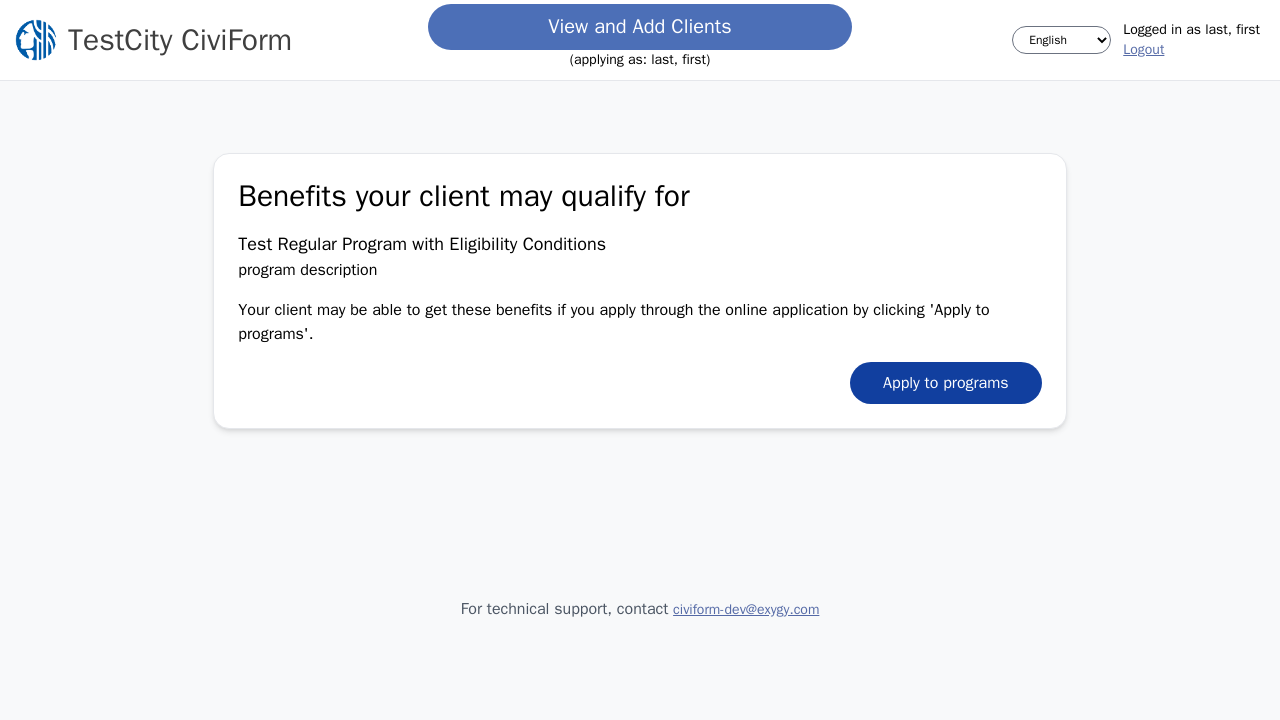 TestCity CiviForm
View and Add Clients
(applying as: last, first)
English
Logged in as last, first
Logout
Benefits your client may qualify for
Test Regular Program with Eligibility Conditions
program description
Your client may be able to get these benefits if you apply through the online application by clicking 'Apply to
programs'.
Apply to programs
For technical support, contact civiform-dev@exygy.com